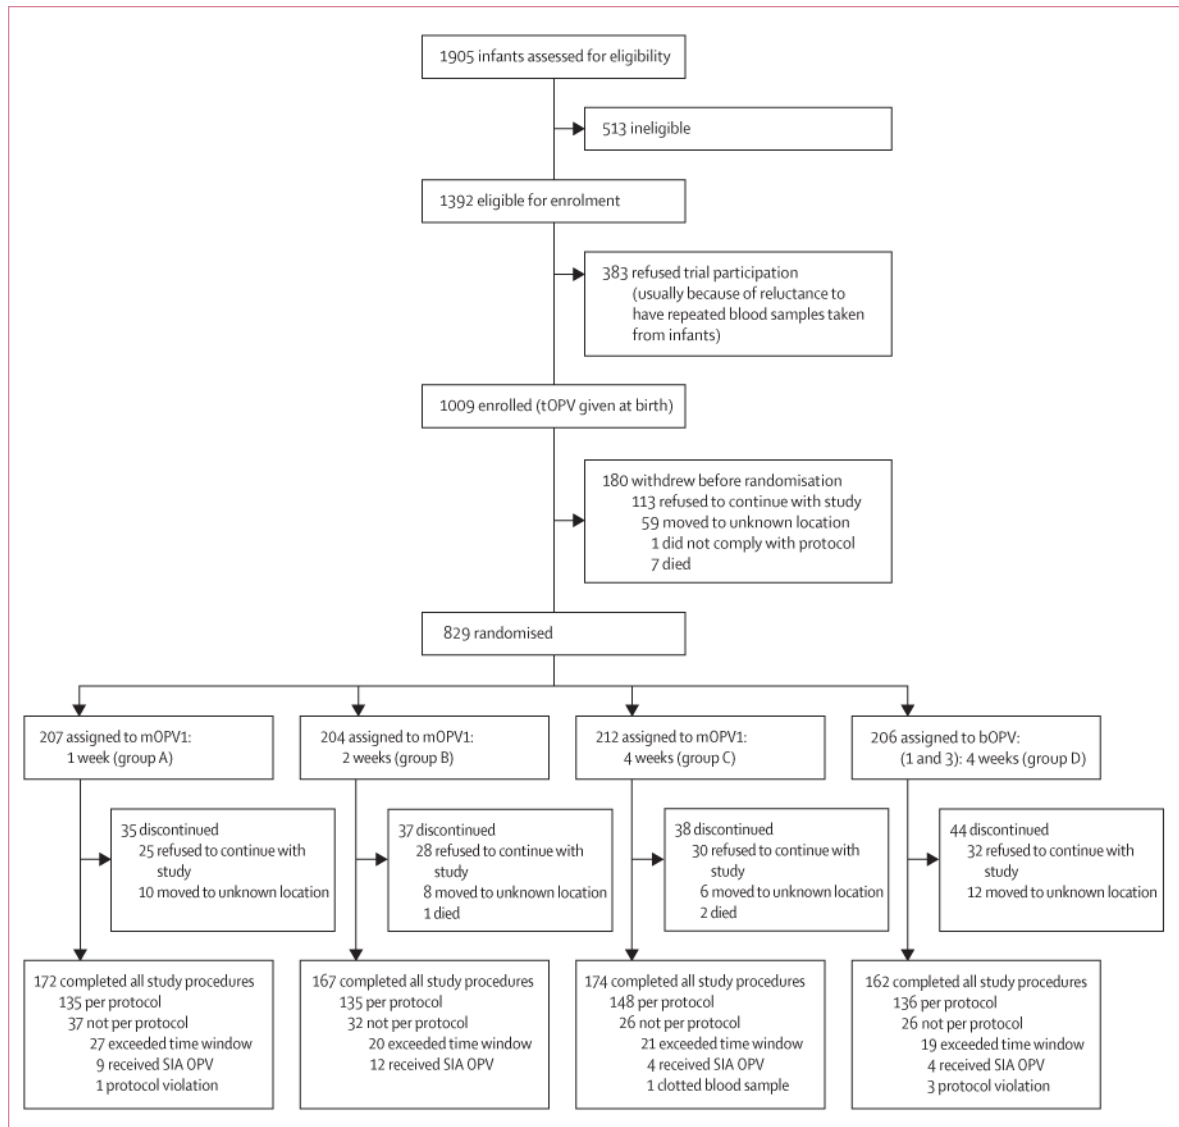 1905 infants assessed for eligibility
513 ineligible
1392 eligible for enrolment
383 refused trial participation
(usually because of reluctance to
have repeated blood samples taken
from infants)
1009 enrolled (tOPV given at birth)
180 withdrew before randomisation
113 refused to continue with study
59 moved to unknown location
1 did not comply with protocol
7 died
829 randomised
207 assigned to mOPV1:
1 week (group A)
204 assigned to mOPV1:
2 weeks (group B)
212 assigned to mOPV1:
4 weeks (group C)
206 assigned to bOPV:
(1 and 3): 4 weeks (group D)
35 discontinued
25 refused to continue with
study
10 moved to unknown location
37 discontinued
28 refused to continue with
study
8 moved to unknown location
1 died
38 discontinued
30 refused to continue with
study
6 moved to unknown location
2 died
44 discontinued
32 refused to continue with
study
12 moved to unknown location
172 completed all study procedures
135 per protocol
37 not per protocol
27 exceeded time window
9 received SIA OPV
1 protocol violation
167 completed all study procedures
135 per protocol
32 not per protocol
20 exceeded time window
12 received SIA OPV
174 completed all study procedures
148 per protocol
26 not per protocol
21 exceeded time window
4 received SIA OPV
1 clotted blood sample
162 completed all study procedures
136 per protocol
26 not per protocol
19 exceeded time window
4 received SIA OPV
3 protocol violation